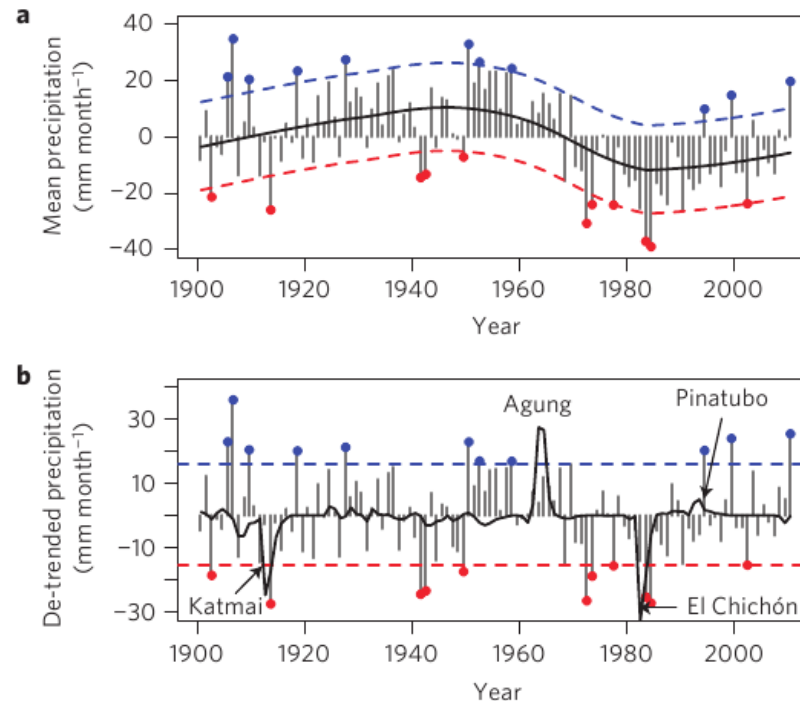 a
Mean precipitation
(mm month⁻¹)
40
20
0
−20
−40
1900
1920
1940
1960
1980
2000
Year
b
De-trended precipitation
(mm month⁻¹)
30
10
−10
−30
Agung
Pinatubo
Katmai
El Chichón
1900
1920
1940
1960
1980
2000
Year